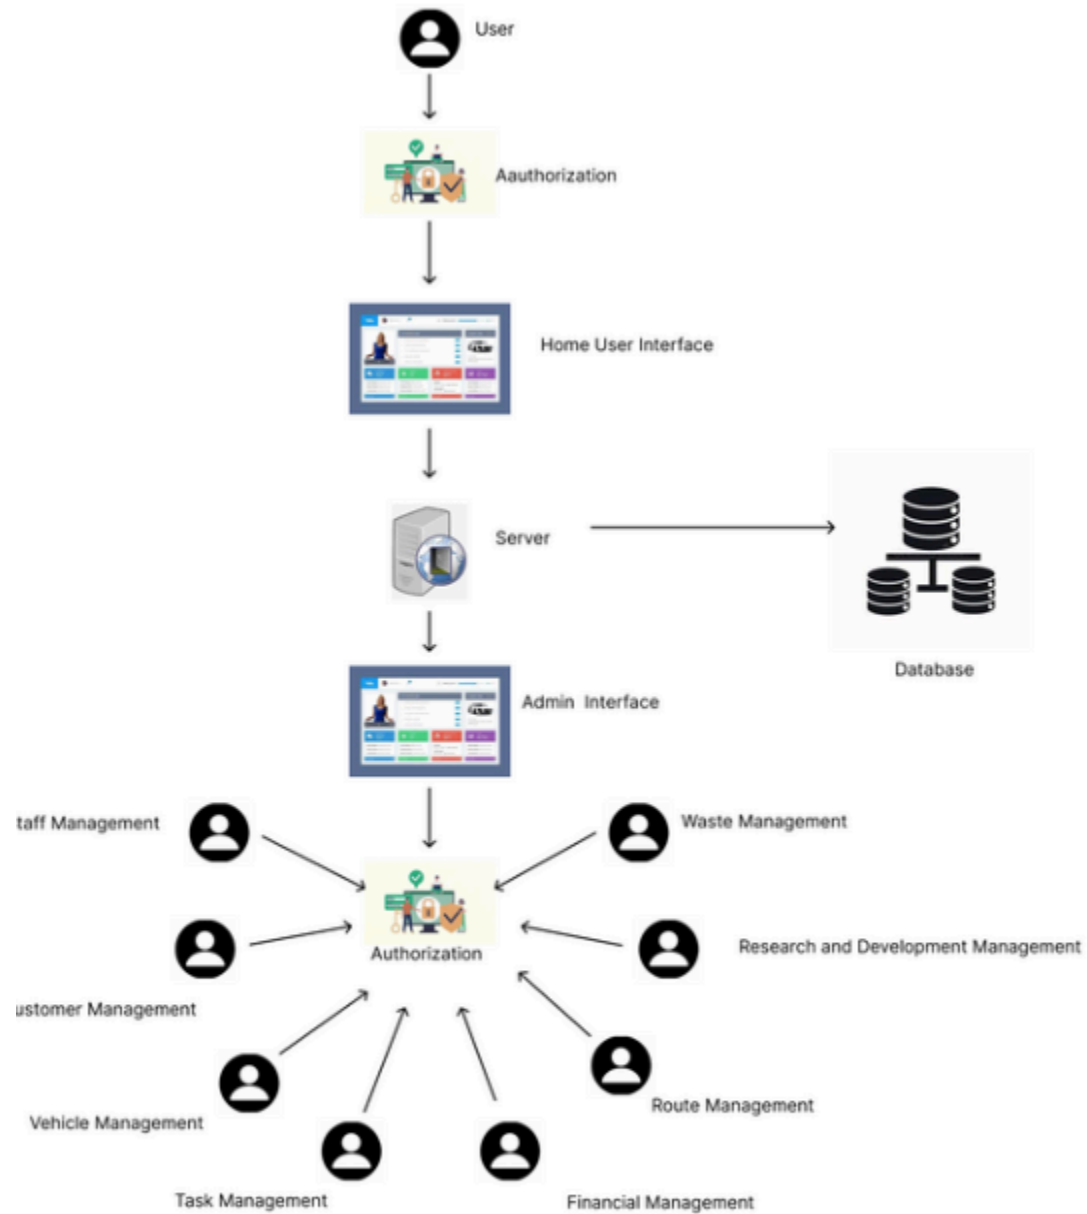 User
Aauthorization
Home User Interface
Server
Database
Admin  Interface
taff Management
Waste Management
Authorization
Research and Development Management
ustomer Management
Route Management
Vehicle Management
Task Management
Financial Management